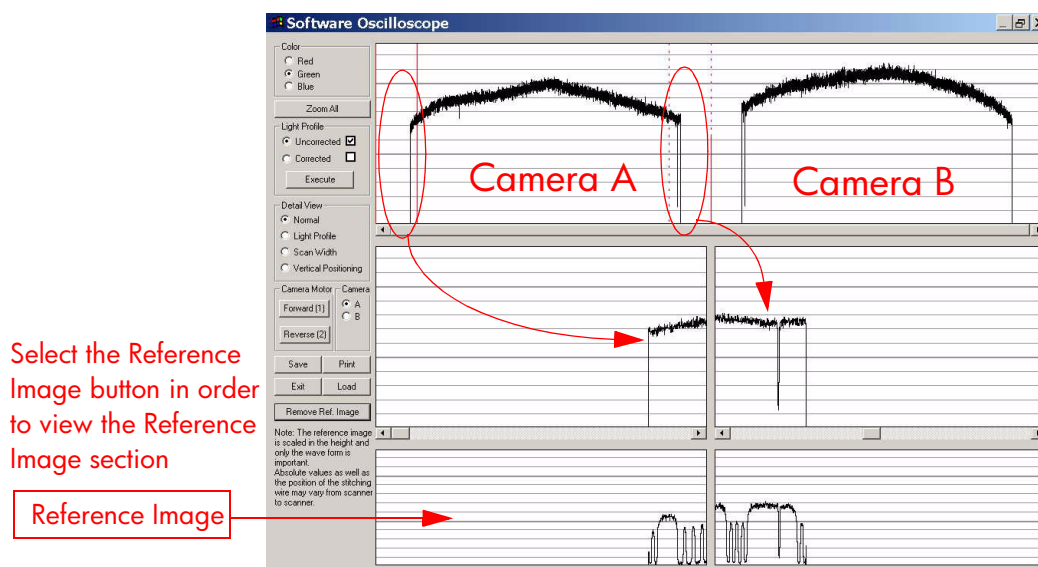 Software Oscilloscope
Color
Red
Green
Blue
Zoom All
Light Profile
Uncorrected
Corrected
Execute
Detail View
Normal
Light Profile
Scan Width
Vertical Positioning
Camera Motor
Camera
Forward (1)
A
B
Reverse (2)
Save
Print
Exit
Load
Remove Ref. Image
Note: The reference image
is scaled in the height and
only the wave form is
important.
Absolute values as well as
the position of the stitching
wire may vary from scanner
to scanner.
Camera A
Camera B
Select the Reference
Image button in order
to view the Reference
Image section
Reference Image